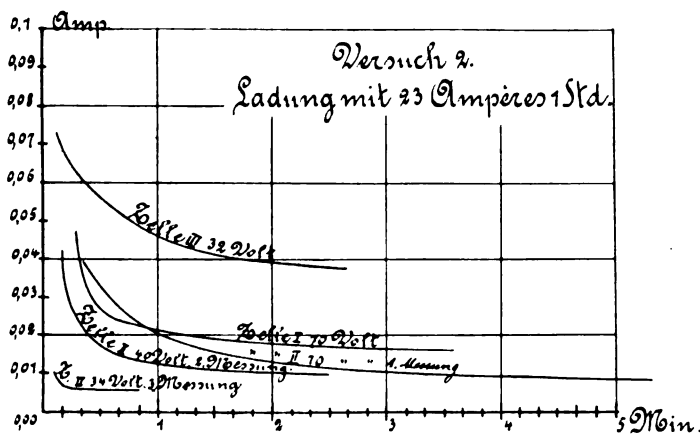 0,1 Amp
Versuch 2.
Ladung mit 23 Ampères 1 Std.
0,09
0,08
0,07
0,06
0,05
0,04
0,03
0,02
0,01
0,00
Zelle III 32 Volt
Zelle I 70 Volt
" " II 70 " " 1. Messung
Zelle II 40 Volt. 2. Messung.
Z. II 34 Volt. 3 Messung
1 2 3 4 5 Min.